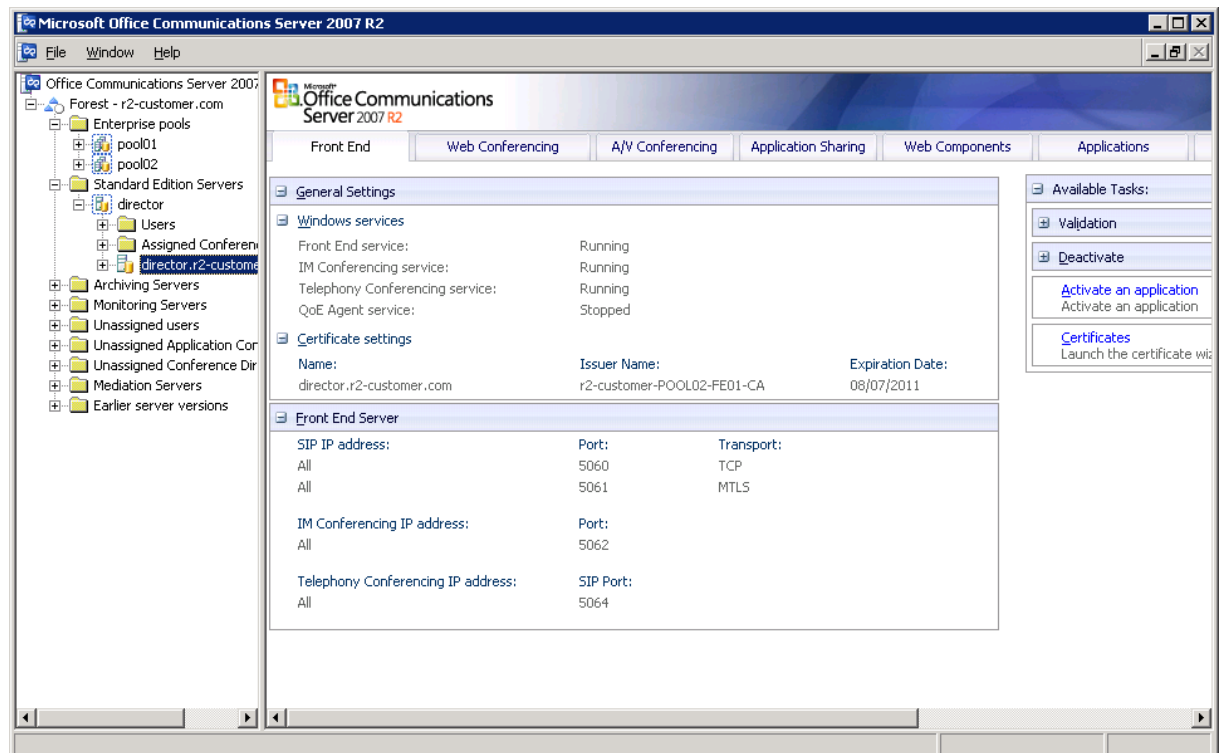 Microsoft Office Communications Server 2007 R2
File Window Help
Office Communications Server 2007
Forest - r2-customer.com
Enterprise pools
pool01
pool02
Standard Edition Servers
director
Users
Assigned Conferen
director.r2-custome
Archiving Servers
Monitoring Servers
Unassigned users
Unassigned Application Con
Unassigned Conference Dir
Mediation Servers
Earlier server versions
Microsoft
Office Communications
Server 2007 R2
Front End Web Conferencing A/V Conferencing Application Sharing Web Components Applications
General Settings
Windows services
Front End service: Running
IM Conferencing service: Running
Telephony Conferencing service: Running
QoE Agent service: Stopped
Certificate settings
Name: Issuer Name: Expiration Date:
director.r2-customer.com r2-customer-POOL02-FE01-CA 08/07/2011
Front End Server
SIP IP address: Port: Transport:
All 5060 TCP
All 5061 MTLS
IM Conferencing IP address: Port:
All 5062
Telephony Conferencing IP address: SIP Port:
All 5064
Available Tasks:
Validation
Deactivate
Activate an application
Activate an application
Certificates
Launch the certificate wiz